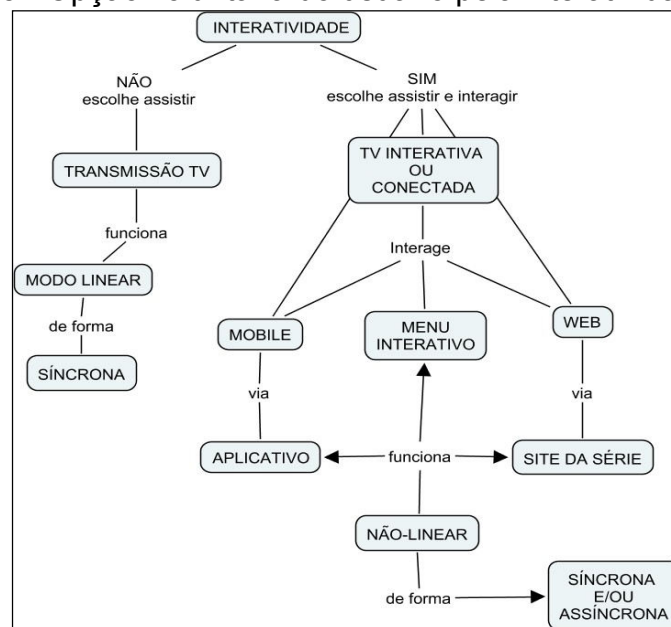 INTERATIVIDADE
NÃO
escolhe assistir
SIM
escolhe assistir e interagir
TRANSMISSÃO TV
TV INTERATIVA
OU
CONECTADA
funciona
Interage
MODO LINEAR
de forma
SÍNCRONA
MOBILE
MENU
INTERATIVO
WEB
via
via
APLICATIVO
funciona
SITE DA SÉRIE
NÃO-LINEAR
de forma
SÍNCRONA
E/OU
ASSÍNCRONA